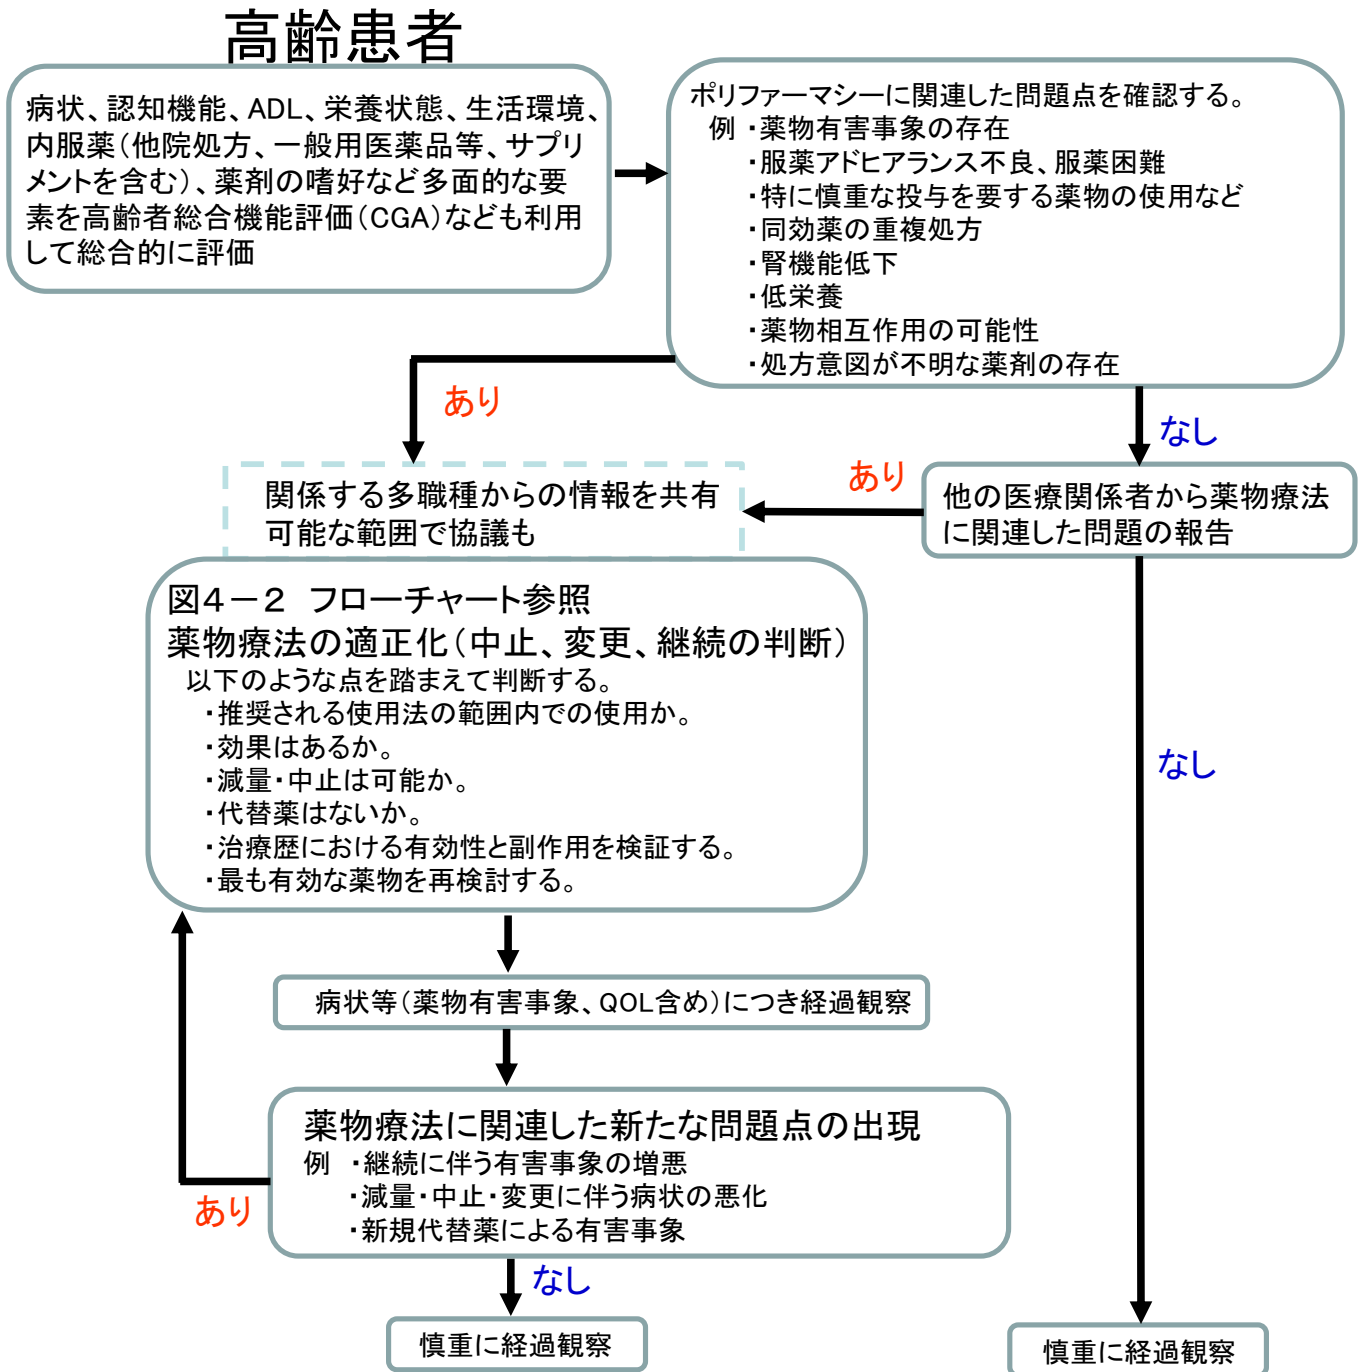 高齢患者
病状、認知機能、ADL、栄養状態、生活環境、
内服薬（他院処方、一般用医薬品等、サプリ
メントを含む）、薬剤の嗜好など多面的な要
素を高齢者総合機能評価（CGA）なども利用
して総合的に評価
ポリファーマシーに関連した問題点を確認する。
例 ・薬物有害事象の存在
・服薬アドヒアランス不良、服薬困難
・特に慎重な投与を要する薬物の使用など
・同効薬の重複処方
・腎機能低下
・低栄養
・薬物相互作用の可能性
・処方意図が不明な薬剤の存在
あり
なし
あり
関係する多職種からの情報を共有
可能な範囲で協議も
他の医療関係者から薬物療法
に関連した問題の報告
図４－２ フローチャート参照
薬物療法の適正化（中止、変更、継続の判断）
以下のような点を踏まえて判断する。
・推奨される使用法の範囲内での使用か。
・効果はあるか。
・減量・中止は可能か。
・代替薬はないか。
・治療歴における有効性と副作用を検証する。
・最も有効な薬物を再検討する。
なし
病状等（薬物有害事象、QOL含め）につき経過観察
薬物療法に関連した新たな問題点の出現
例 ・継続に伴う有害事象の増悪
・減量・中止・変更に伴う病状の悪化
・新規代替薬による有害事象
あり
なし
慎重に経過観察
慎重に経過観察